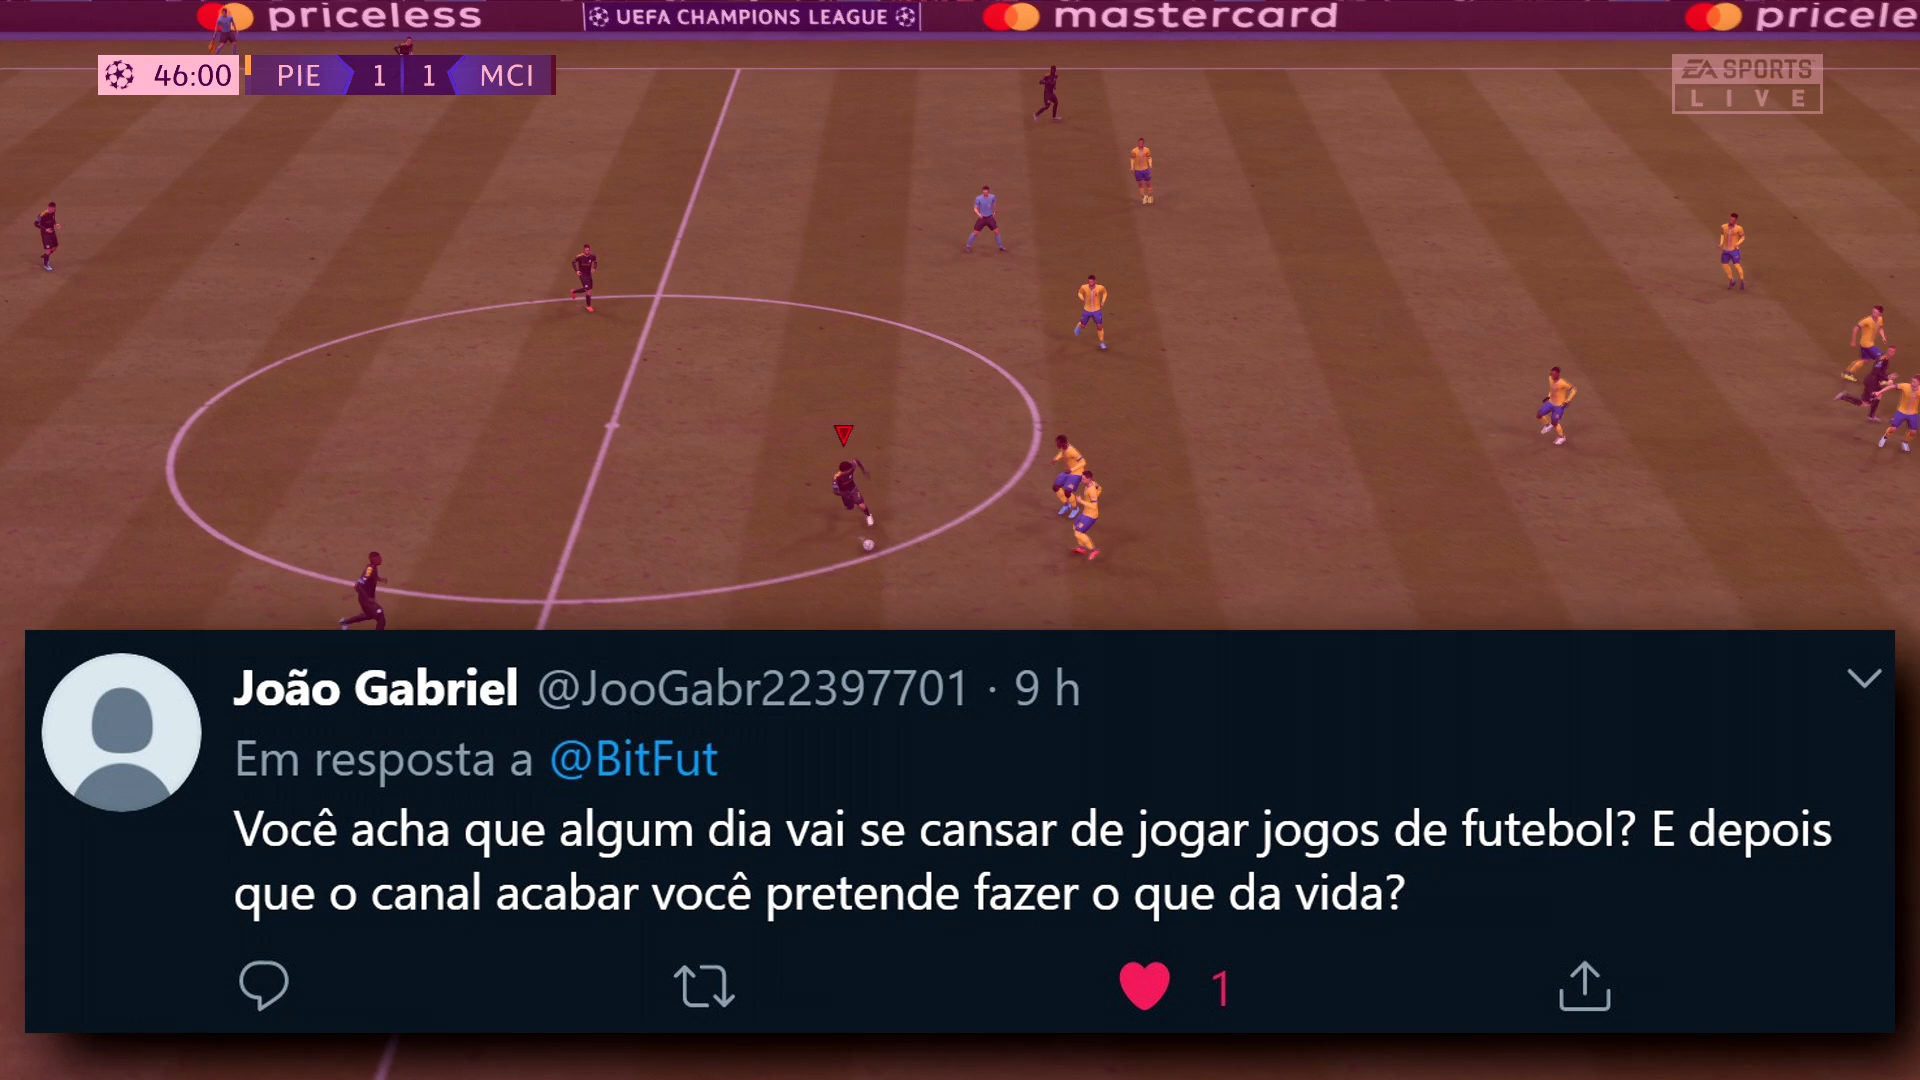 priceless
UEFA CHAMPIONS LEAGUE
mastercard
pricele
46:00 PIE 1 1 MCI
EA SPORTS
LIVE
João Gabriel @JooGabr22397701 · 9 h
Em resposta a @BitFut
Você acha que algum dia vai se cansar de jogar jogos de futebol? E depois
que o canal acabar você pretende fazer o que da vida?
1